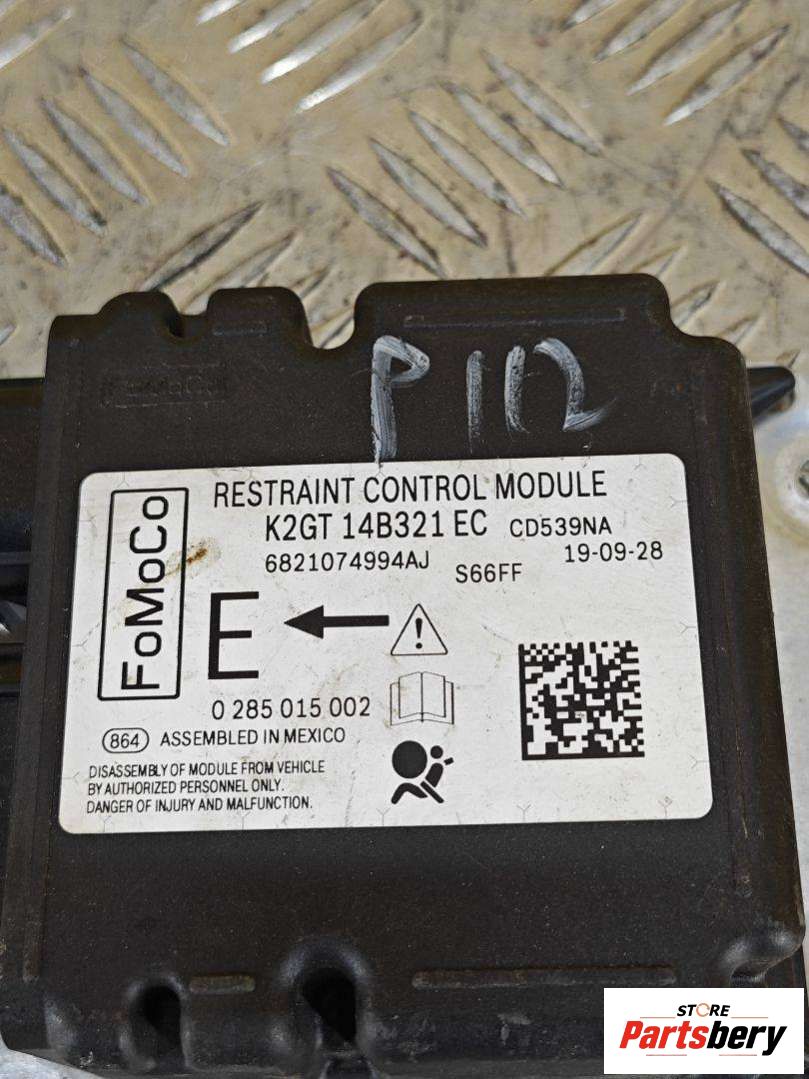 P112
FoMoCo
RESTRAINT CONTROL MODULE
K2GT 14B321 EC CD539NA
6821074994AJ S66FF 19-09-28
E
0 285 015 002
864 ASSEMBLED IN MEXICO
DISASSEMBLY OF MODULE FROM VEHICLE
BY AUTHORIZED PERSONNEL ONLY.
DANGER OF INJURY AND MALFUNCTION.
STORE
Partsbery